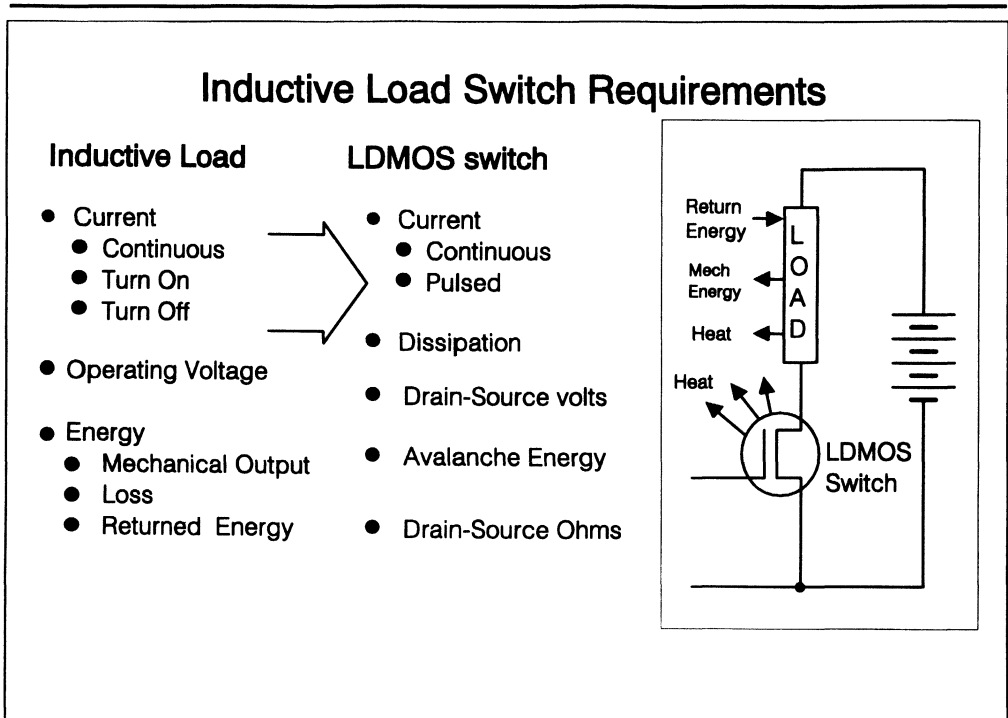 Inductive Load Switch Requirements
Inductive Load
● Current
● Continuous
● Turn On
● Turn Off
● Operating Voltage
● Energy
● Mechanical Output
● Loss
● Returned Energy
LDMOS switch
● Current
● Continuous
● Pulsed
● Dissipation
● Drain-Source volts
● Avalanche Energy
● Drain-Source Ohms
Return
Energy
Mech
Energy
Heat
LOAD
Heat
LDMOS
Switch